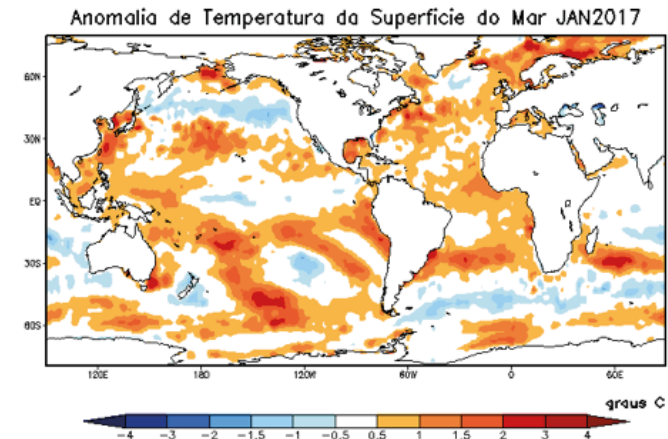 Anomalia de Temperatura da Superfície do Mar JAN2017
60N
30N
EQ
30S
60S
120E 180 120W 60W 0 60E
graus C
-4 -3 -2 -1.5 -1 -0.5 0.5 1 1.5 2 3 4